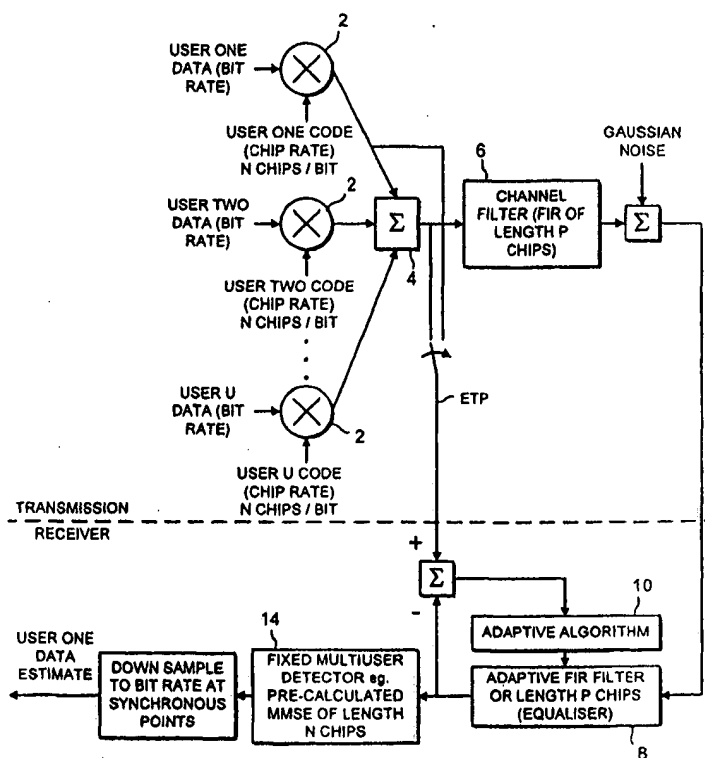 2
USER ONE
DATA (BIT
RATE)
USER ONE CODE
(CHIP RATE)
N CHIPS / BIT
2
USER TWO
DATA (BIT
RATE)
USER TWO CODE
(CHIP RATE)
N CHIPS / BIT
Σ
4
6
CHANNEL
FILTER (FIR OF
LENGTH P
CHIPS)
GAUSSIAN
NOISE
Σ
USER U
DATA (BIT
RATE)
2
USER U CODE
(CHIP RATE)
N CHIPS / BIT
ETP
TRANSMISSION
RECEIVER
+
Σ
-
10
ADAPTIVE ALGORITHM
ADAPTIVE FIR FILTER
OR LENGTH P CHIPS
(EQUALISER)
8
14
FIXED MULTIUSER
DETECTOR eg.
PRE-CALCULATED
MMSE OF LENGTH
N CHIPS
DOWN SAMPLE
TO BIT RATE AT
SYNCHRONOUS
POINTS
USER ONE
DATA
ESTIMATE